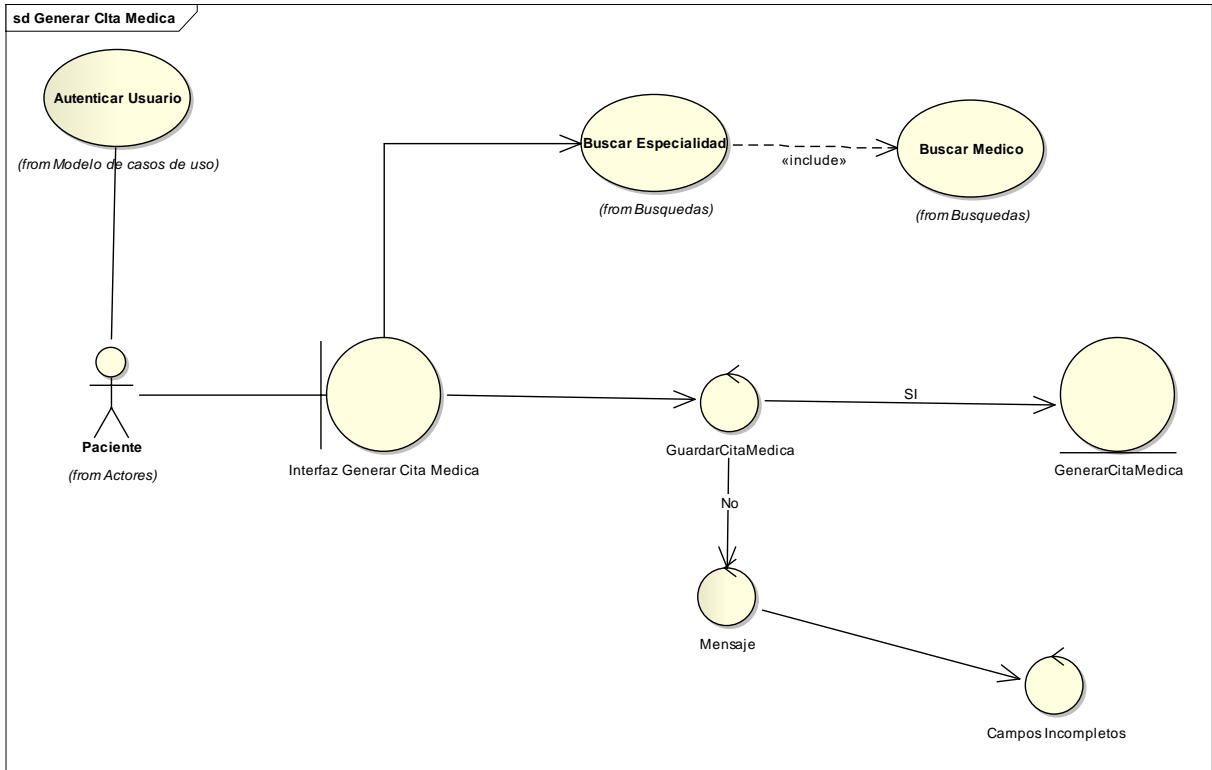 sd Generar CIta Medica
Autenticar Usuario
(from Modelo de casos de uso)
Buscar Especialidad
(from Busquedas)
«include»
Buscar Medico
(from Busquedas)
Paciente
(from Actores)
Interfaz Generar Cita Medica
GuardarCitaMedica
SI
GenerarCitaMedica
No
Mensaje
Campos Incompletos